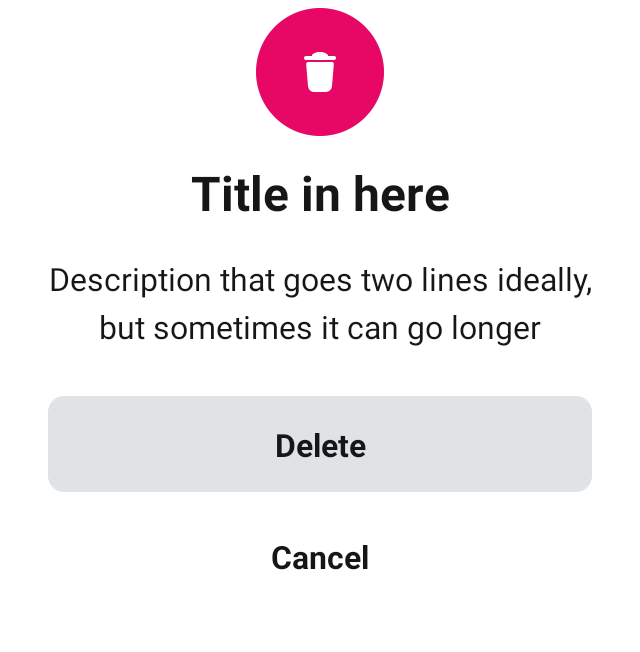 Title in here
Description that goes two lines ideally,
but sometimes it can go longer
Delete
Cancel